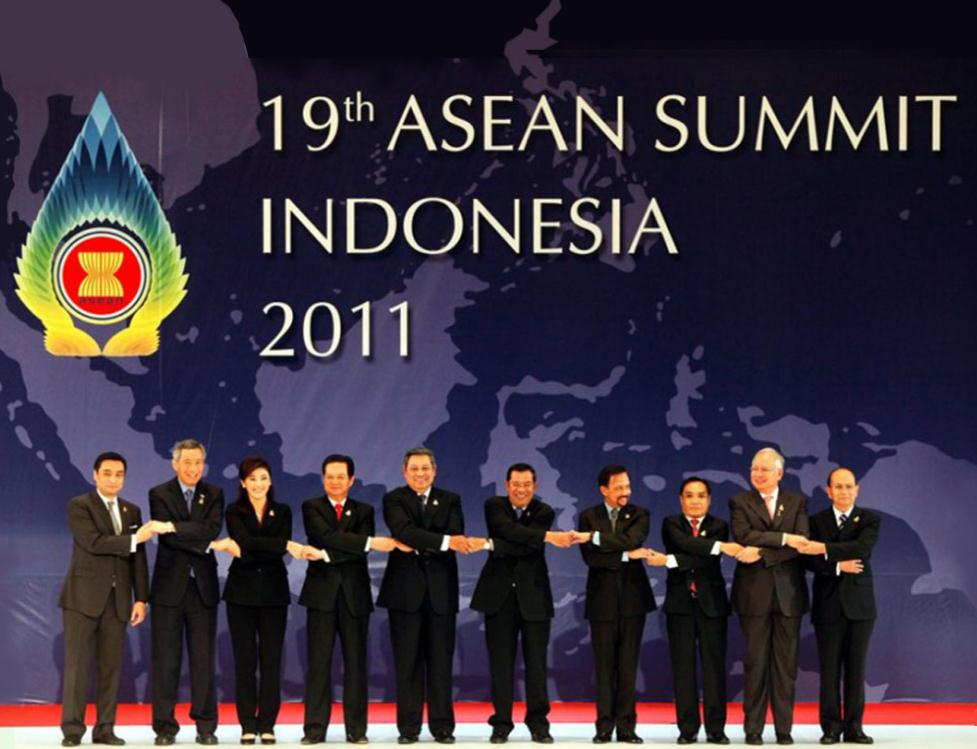 19th ASEAN SUMMIT
INDONESIA
2011
asean